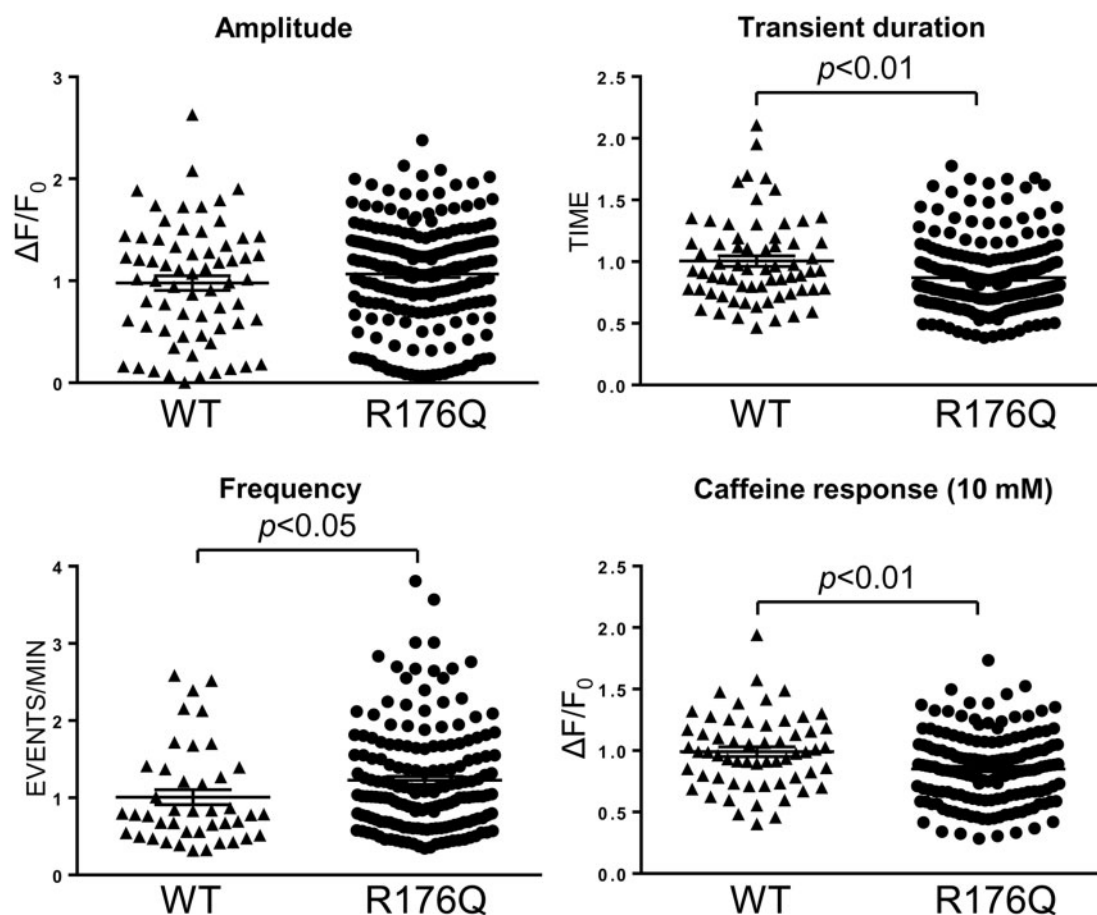 Amplitude
ΔF/F0
3
2
1
0
WT R176Q
Transient duration
p<0.01
TIME
2.5
2.0
1.5
1.0
0.5
0.0
WT R176Q
Frequency
p<0.05
EVENTS/MIN
4
3
2
1
0
WT R176Q
Caffeine response (10 mM)
p<0.01
ΔF/F0
2.5
2.0
1.5
1.0
0.5
0.0
WT R176Q